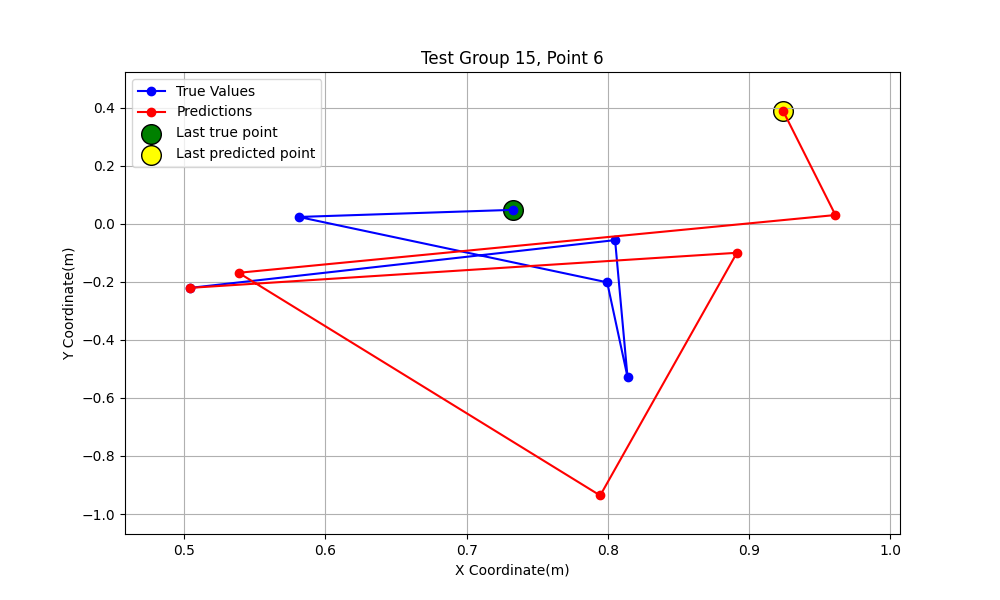 Test Group 15, Point 6
True Values
Predictions
Last true point
Last predicted point
0.4
0.2
0.0
−0.2
−0.4
−0.6
−0.8
−1.0
Y Coordinate(m)
0.5 0.6 0.7 0.8 0.9 1.0
X Coordinate(m)